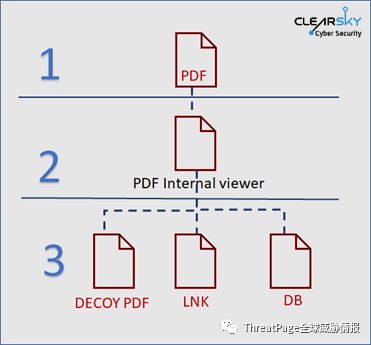 CLEARSKY
Cyber Security
1
PDF
2
PDF Internal viewer
3
DECOY PDF
LNK
DB
ThreatPage全球威胁情报